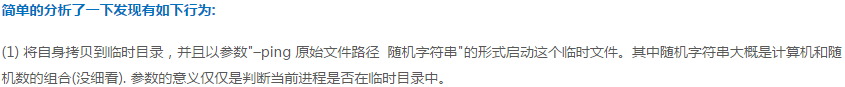 简单的分析了一下发现有如下行为:
(1) 将自身拷贝到临时目录，并且以参数"–ping 原始文件路径  随机字符串"的形式启动这个临时文件。其中随机字符串大概是计算机和随
机数的组合(没细看). 参数的意义仅仅是判断当前进程是否在临时目录中。